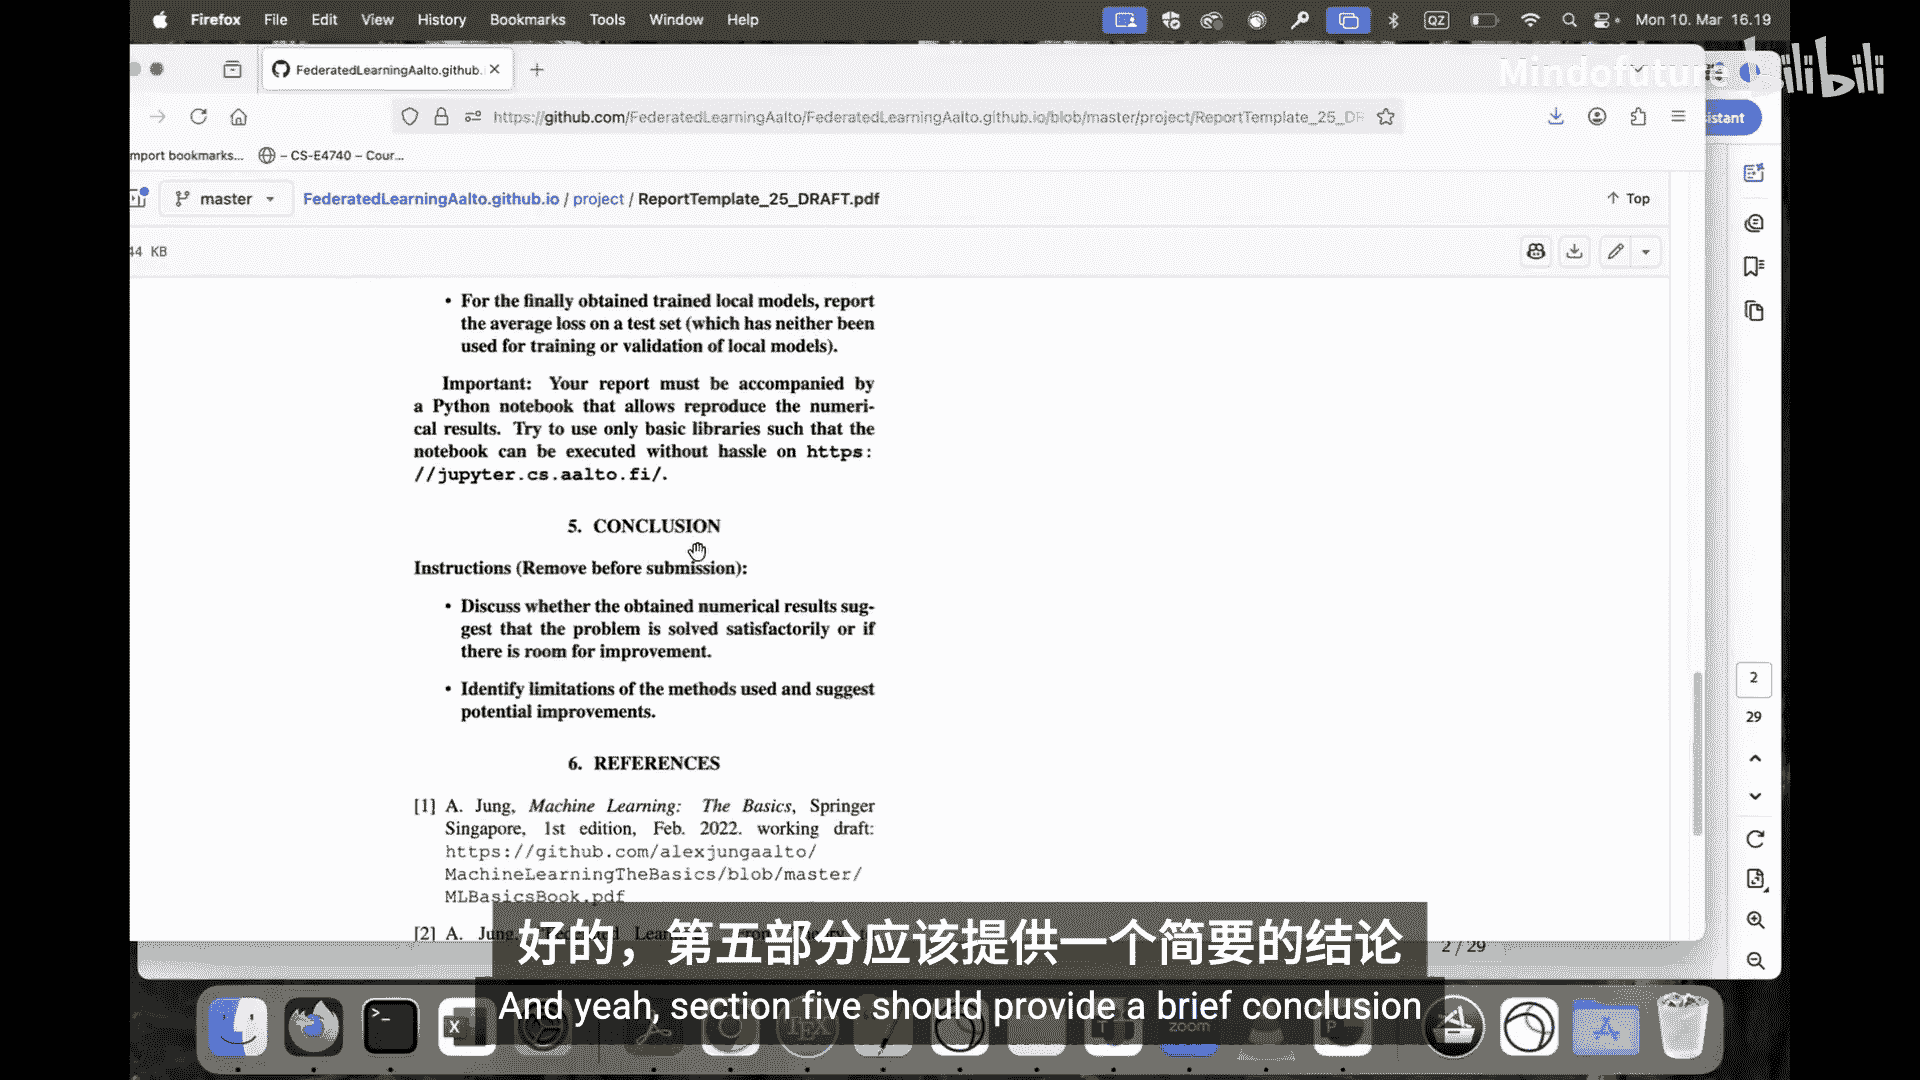 Firefox File Edit View History Bookmarks Tools Window Help
QZ
Mon 10. Mar 16.19
FederatedLearningAalto.github.
Mindofuture
bilibili
https://github.com/FederatedLearningAalto/FederatedLearningAalto.github.io/blob/master/project/ReportTemplate_25_DR
istant
mport bookmarks...
– CS-E4740 – Cour...
master
FederatedLearningAalto.github.io / project / ReportTemplate_25_DRAFT.pdf
Top
44 KB
• For the finally obtained trained local models, report
the average loss on a test set (which has neither been
used for training or validation of local models).
Important: Your report must be accompanied by
a Python notebook that allows reproduce the numeri-
cal results. Try to use only basic libraries such that the
notebook can be executed without hassle on https:
//jupyter.cs.aalto.fi/.
5. CONCLUSION
Instructions (Remove before submission):
• Discuss whether the obtained numerical results sug-
gest that the problem is solved satisfactorily or if
there is room for improvement.
• Identify limitations of the methods used and suggest
potential improvements.
6. REFERENCES
[1] A. Jung, Machine Learning: The Basics, Springer
Singapore, 1st edition, Feb. 2022. working draft:
https://github.com/alexjungaalto/
MachineLearningTheBasics/blob/master/
MLBasicsBook.pdf
[2] A. Jung,
2
29
2 / 29
好的，第五部分应该提供一个简要的结论
And yeah, section five should provide a brief conclusion
zoom